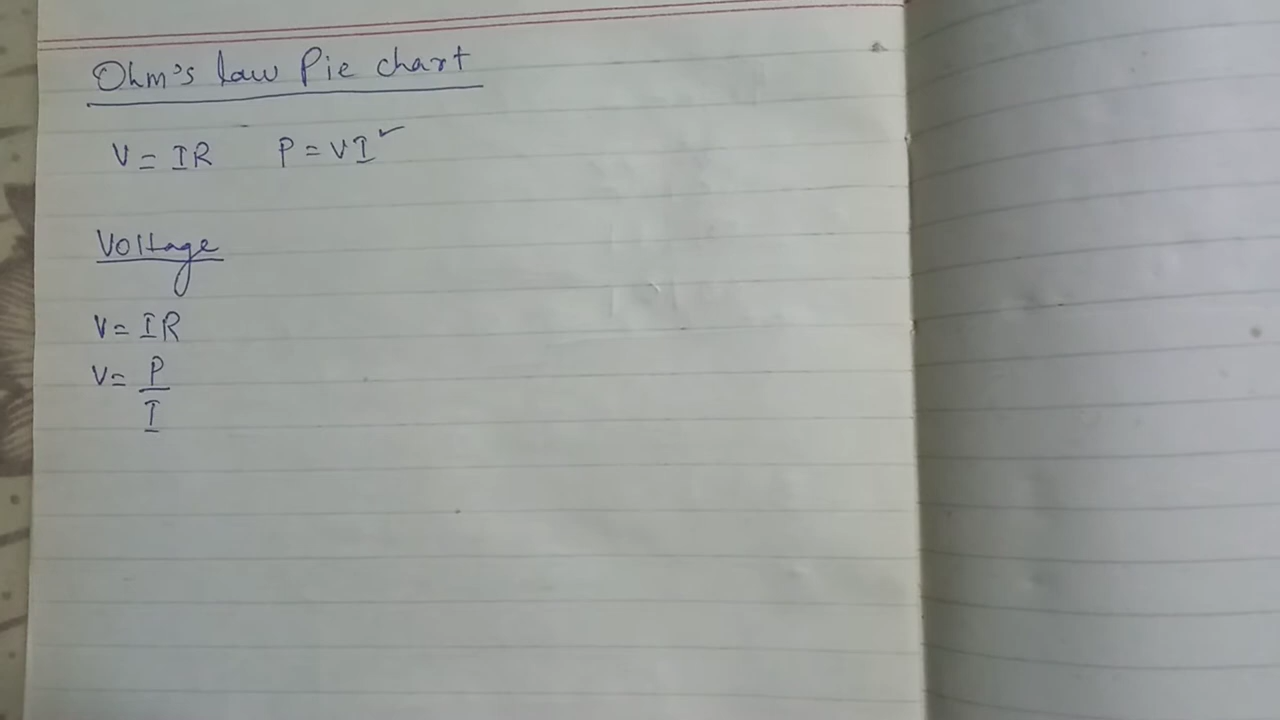 Ohm's law Pie chart
V = IR P = VI ✓
Voltage
V = IR
V = P
I